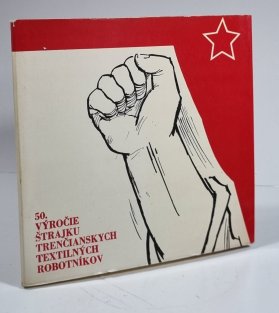 50.
VÝROČIE
ŠTRAJKU
TRENČIANSKYCH
TEXTILNÝCH
ROBOTNÍKOV